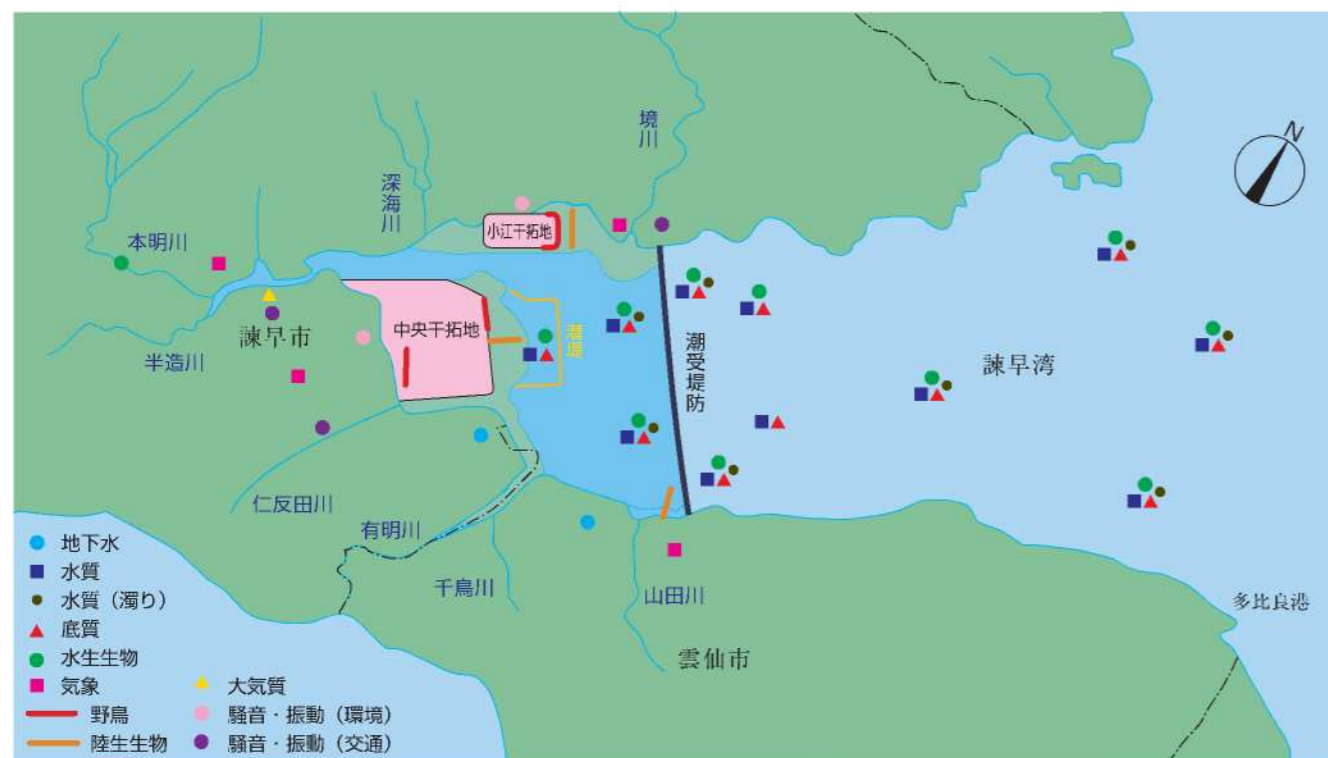 N
境川
深海川
小江干拓地
本明川
諫早市
中央干拓地
潜堤
潮受堤防
諫早湾
半造川
仁反田川
有明川
千鳥川
山田川
多比良港
雲仙市
地下水
水質
水質（濁り）
底質
水生生物
気象
野鳥
陸生生物
大気質
騒音・振動（環境）
騒音・振動（交通）